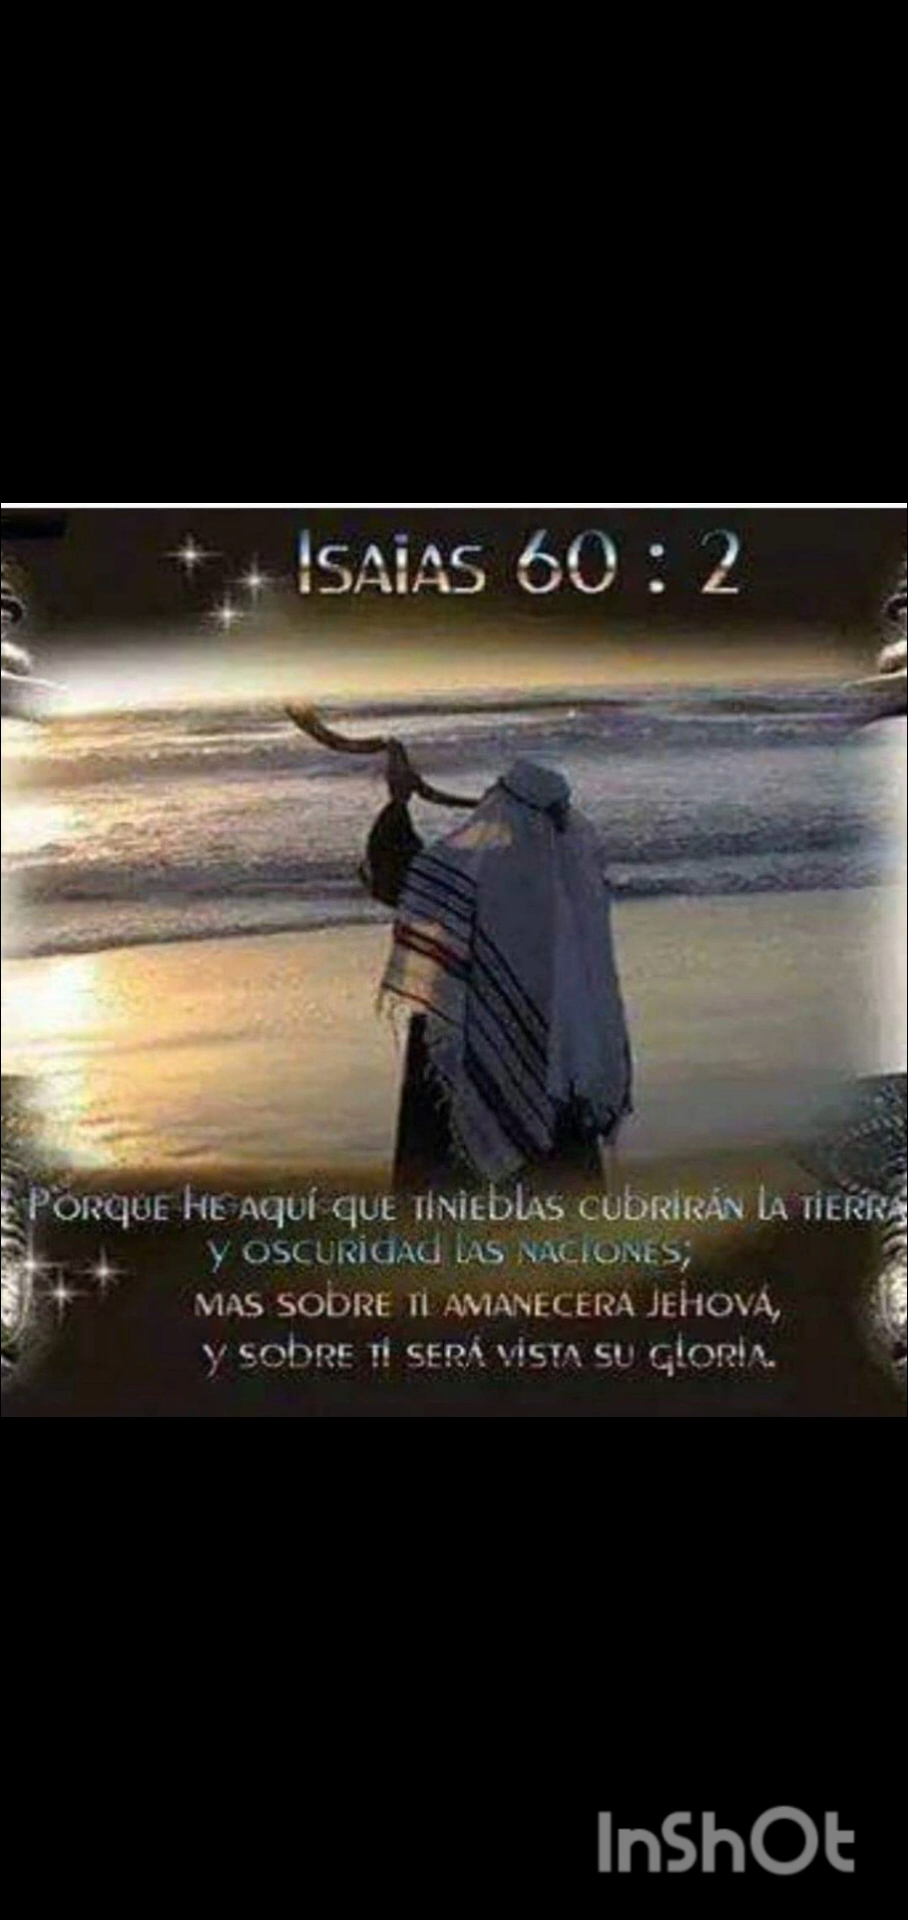 Isaias 60 : 2
Porque he aquí que tinieblas cubrirán la tierra
y oscuridad las naciones;
mas sobre ti amanecerá Jehová,
y sobre ti será vista su gloria.
InShOt